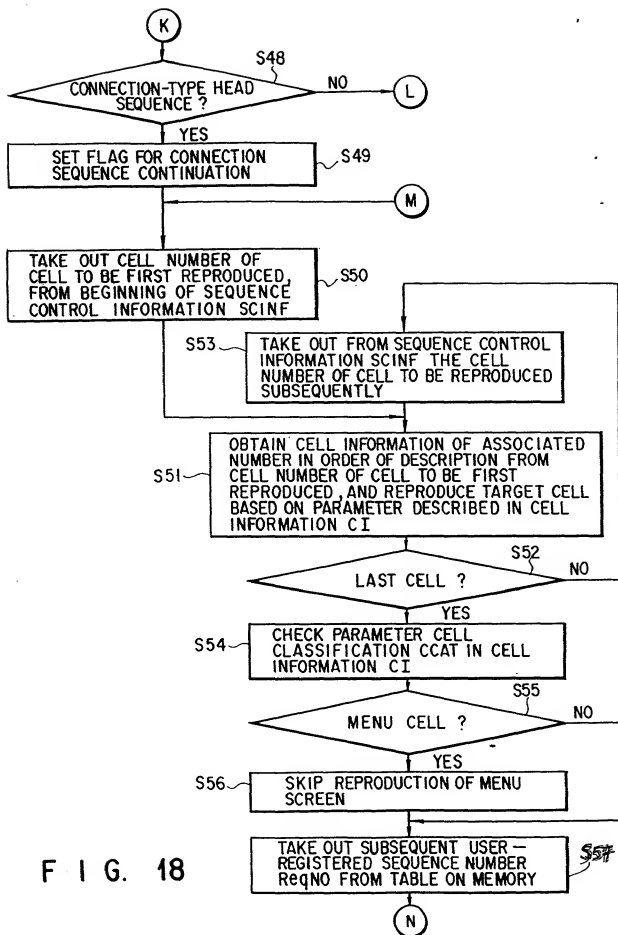 K
S48
CONNECTION-TYPE HEAD
SEQUENCE ?
NO
L
YES
SET FLAG FOR CONNECTION
SEQUENCE CONTINUATION
S49
M
TAKE OUT CELL NUMBER OF
CELL TO BE FIRST REPRODUCED,
FROM BEGINNING OF SEQUENCE
CONTROL INFORMATION SCINF
S50
S53
TAKE OUT FROM SEQUENCE CONTROL
INFORMATION SCINF THE CELL
NUMBER OF CELL TO BE REPRODUCED
SUBSEQUENTLY
S51
OBTAIN CELL INFORMATION OF ASSOCIATED
NUMBER IN ORDER OF DESCRIPTION FROM
CELL NUMBER OF CELL TO BE FIRST
REPRODUCED, AND REPRODUCE TARGET CELL
BASED ON PARAMETER DESCRIBED IN CELL
INFORMATION CI
S52
LAST CELL ?
NO
YES
S54
CHECK PARAMETER CELL
CLASSIFICATION CCAT IN CELL
INFORMATION CI
S55
MENU CELL ?
NO
YES
S56
SKIP REPRODUCTION OF MENU
SCREEN
TAKE OUT SUBSEQUENT USER-
REGISTERED SEQUENCE NUMBER
ReqNO FROM TABLE ON MEMORY
S57
N
FIG. 18